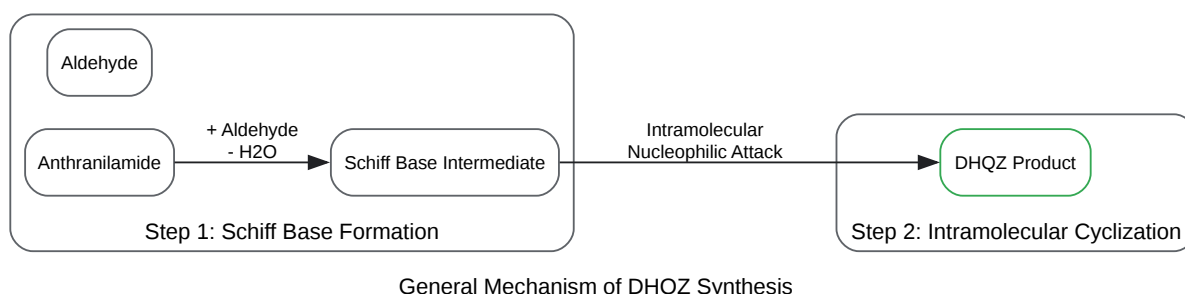 Aldehyde
Anthranilamide
+ Aldehyde
- H2O
Schiff Base Intermediate
Step 1: Schiff Base Formation
Intramolecular
Nucleophilic Attack
DHQZ Product
Step 2: Intramolecular Cyclization
General Mechanism of DHQZ Synthesis